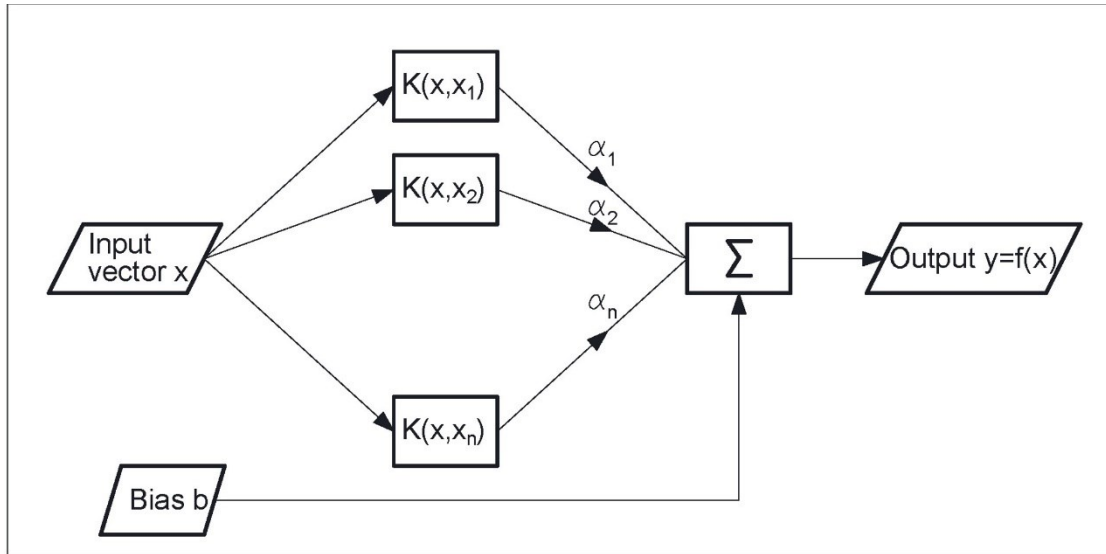 K(x,x₁)
α₁
K(x,x₂)
α₂
Input
vector x
Σ
Output y=f(x)
αₙ
K(x,xₙ)
Bias b